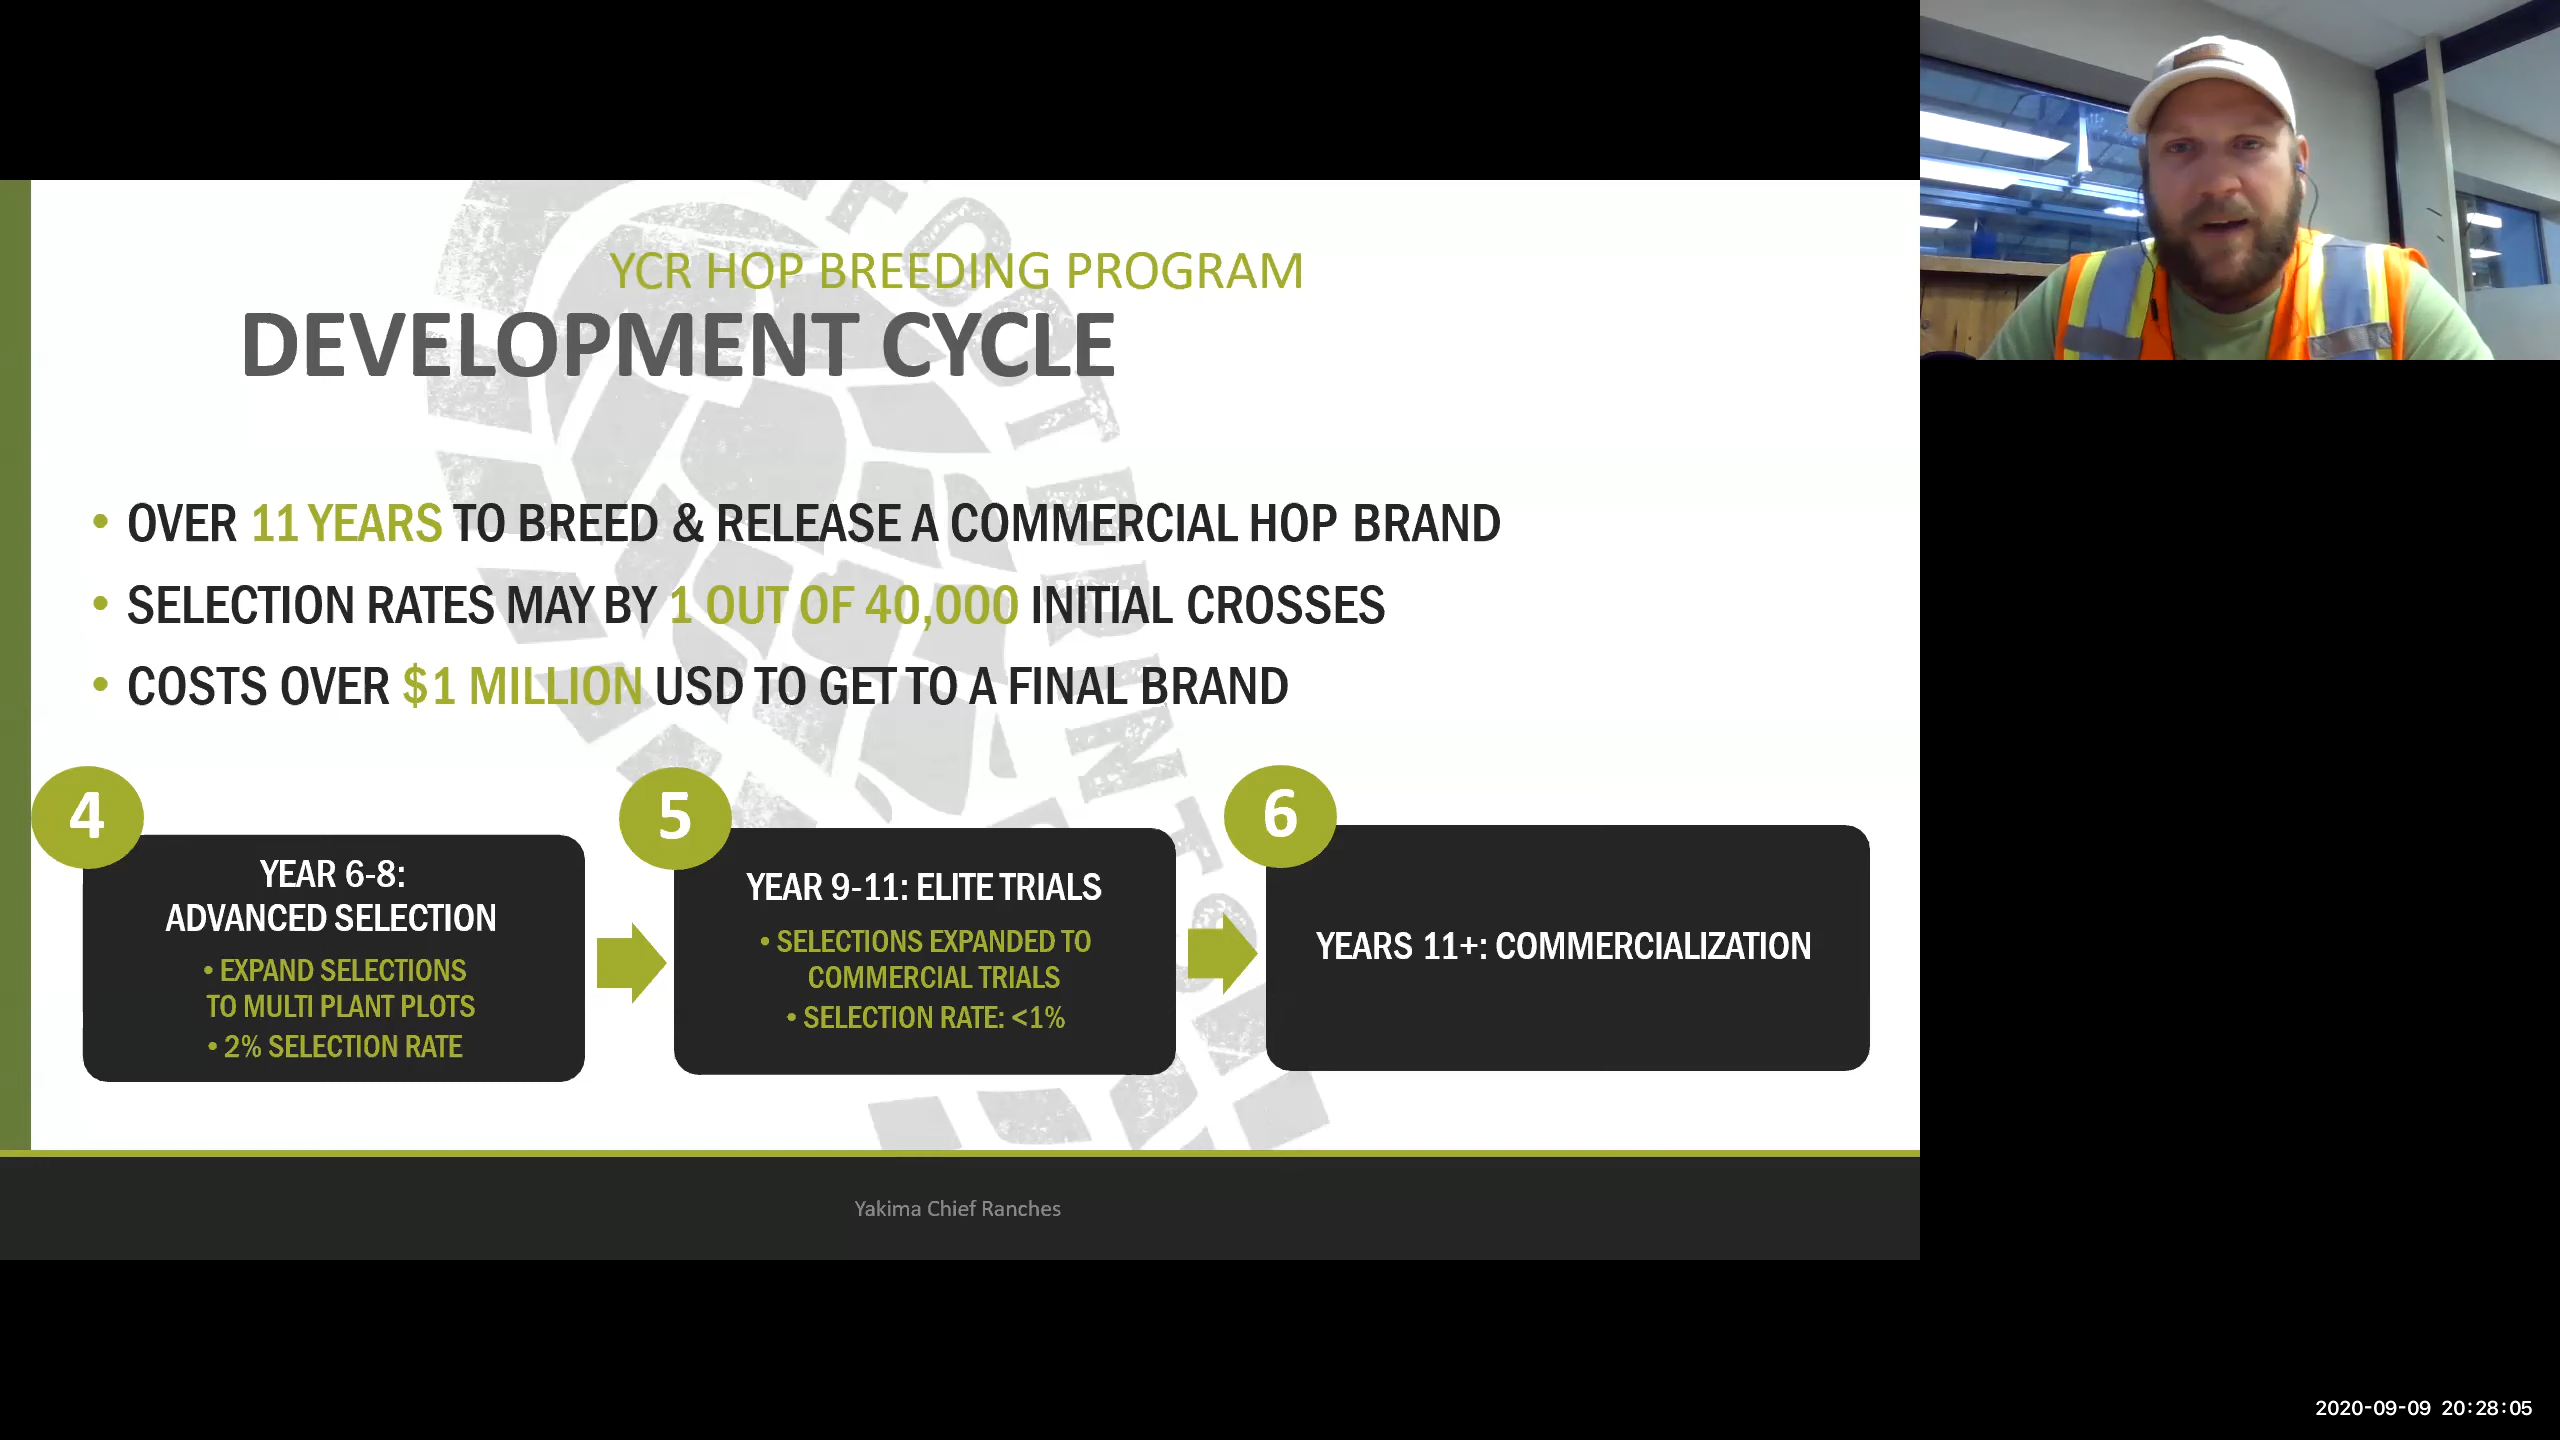 YCR HOP BREEDING PROGRAM
DEVELOPMENT CYCLE
• OVER 11 YEARS TO BREED & RELEASE A COMMERCIAL HOP BRAND
• SELECTION RATES MAY BY 1 OUT OF 40,000 INITIAL CROSSES
• COSTS OVER $1 MILLION USD TO GET TO A FINAL BRAND
4
YEAR 6-8:
ADVANCED SELECTION
• EXPAND SELECTIONS
TO MULTI PLANT PLOTS
• 2% SELECTION RATE
5
YEAR 9-11: ELITE TRIALS
• SELECTIONS EXPANDED TO
COMMERCIAL TRIALS
• SELECTION RATE: <1%
6
YEARS 11+: COMMERCIALIZATION
Yakima Chief Ranches
2020-09-09 20:28:05